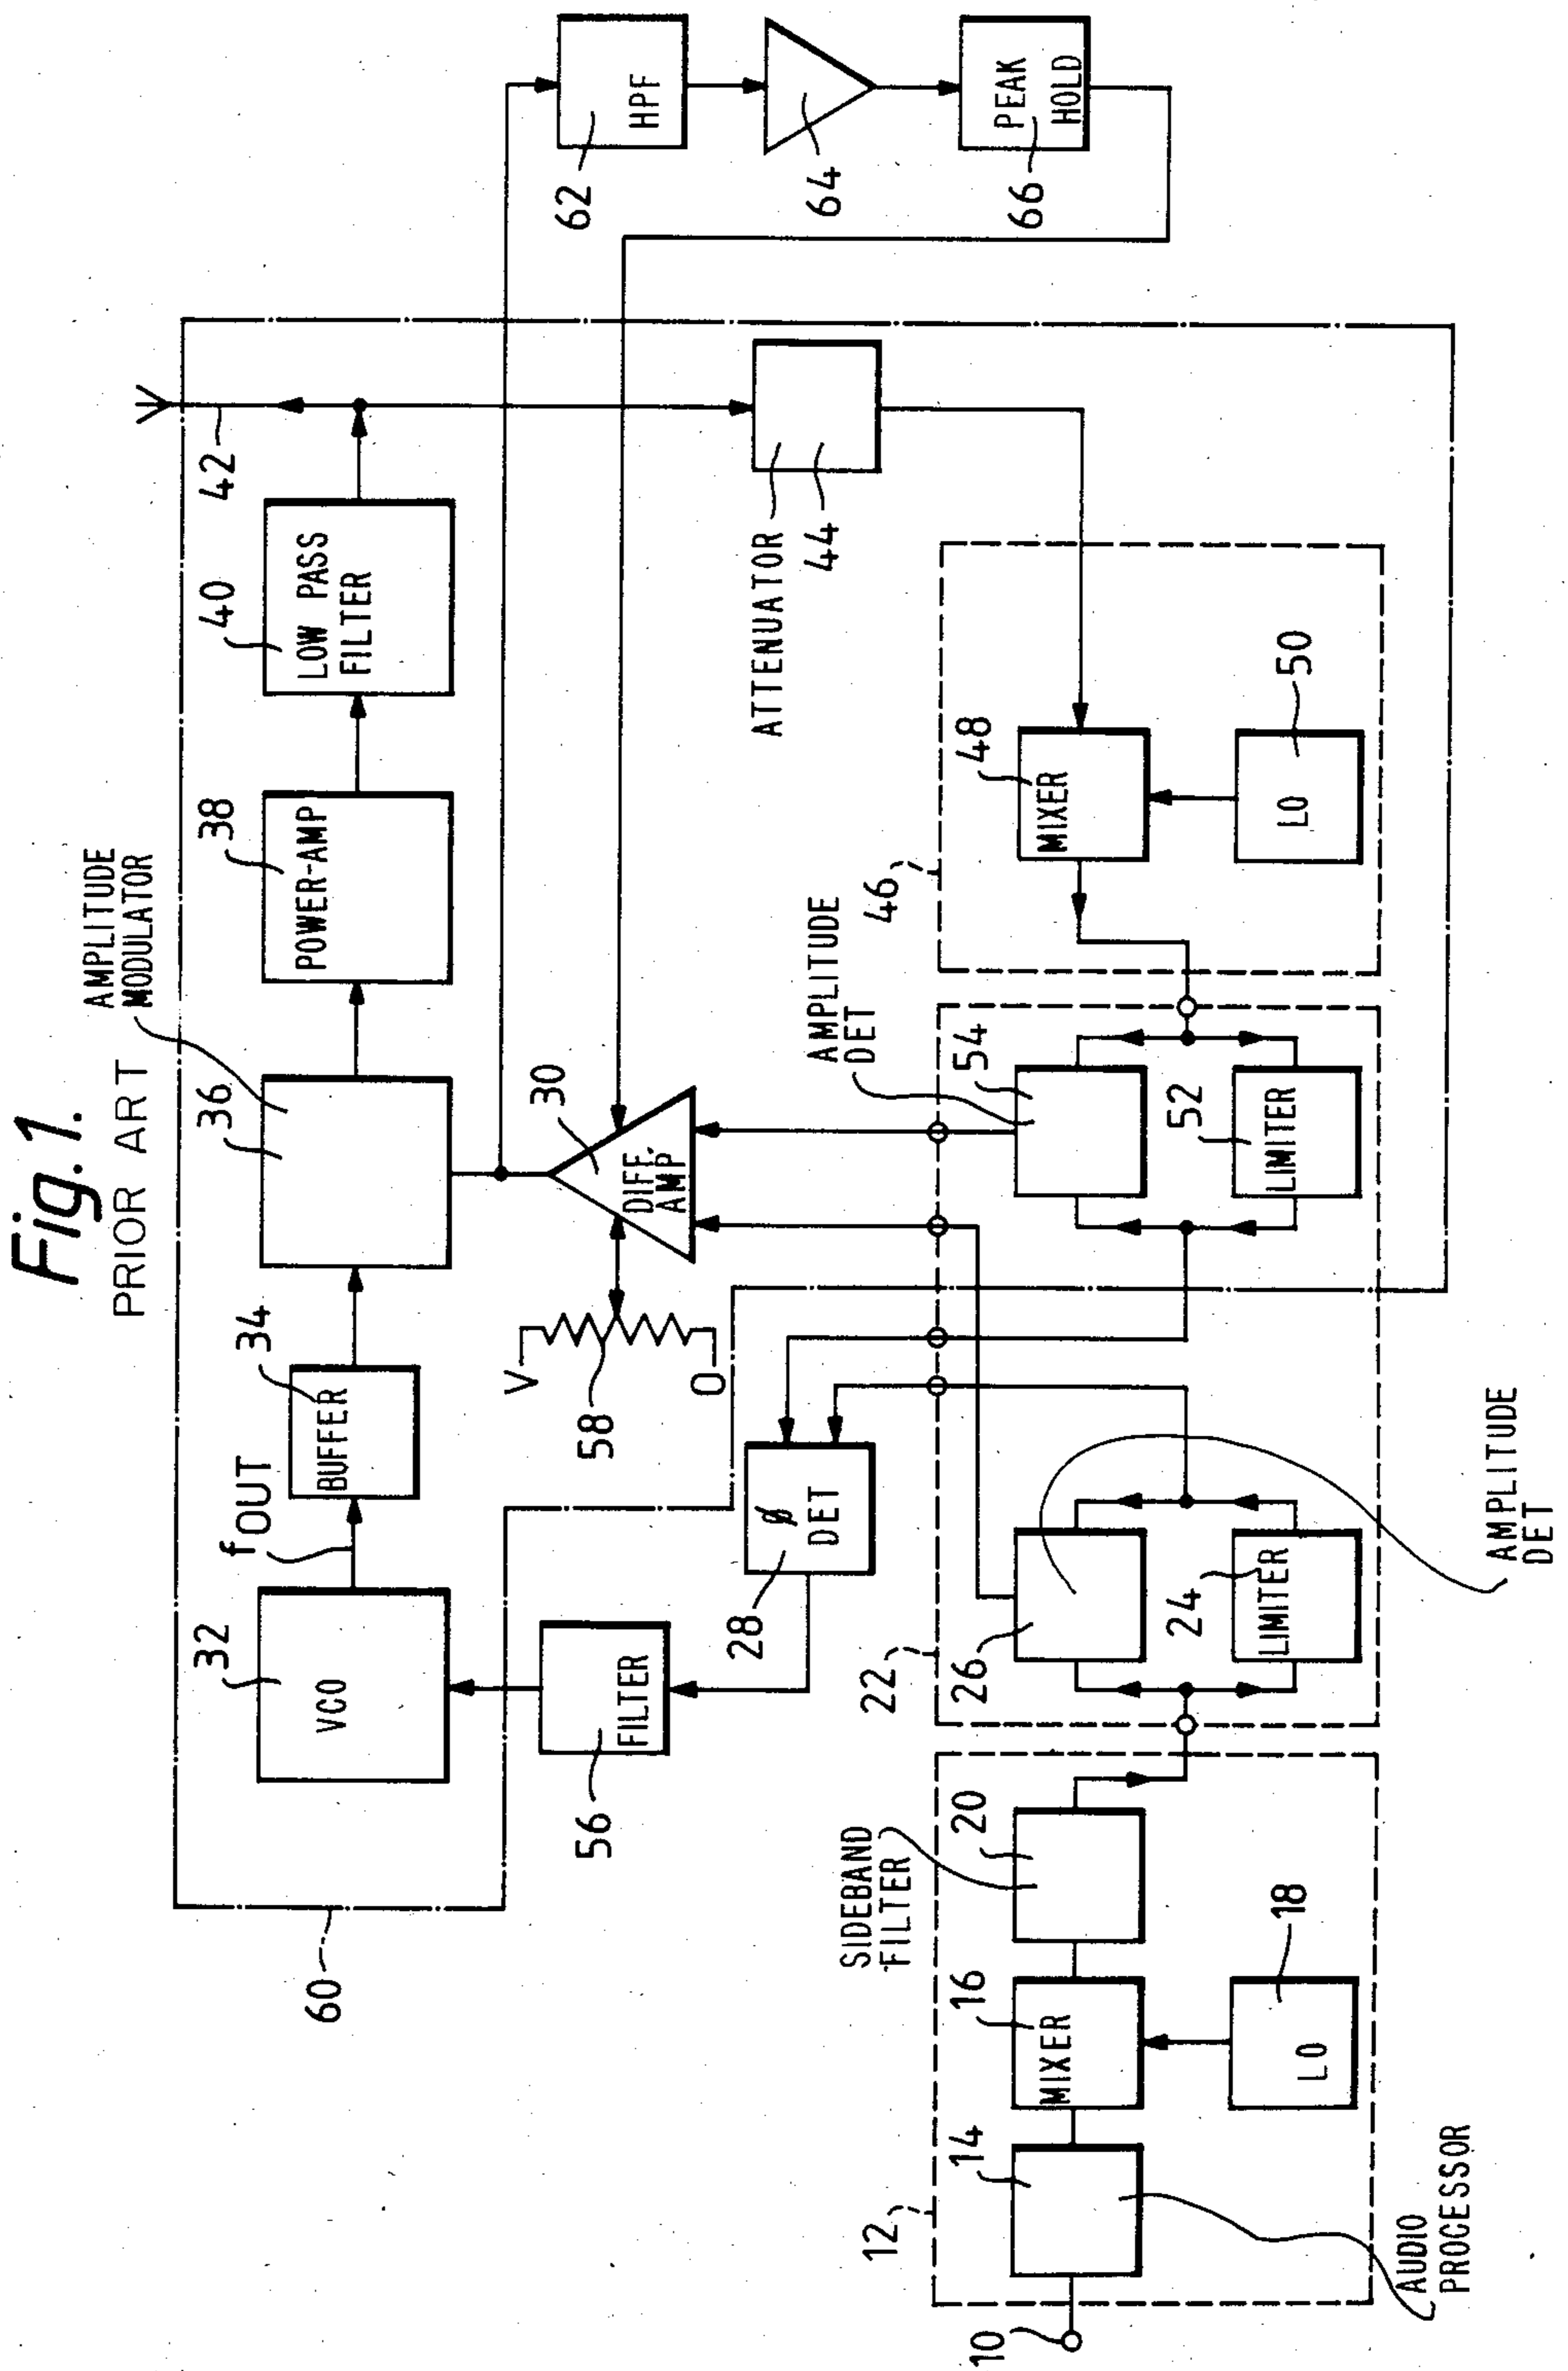 Fig. 1.
PRIOR ART
AMPLITUDE
MODULATOR
32
VCO
fOUT
34
BUFFER
36
38
POWER-AMP
40
LOW PASS
FILTER
42
60
56
FILTER
V
58
O
30
DIFF.
AMP
62
HPF
64
66
PEAK
HOLD
28
Ø
DET
ATTENUATOR
44
SIDEBAND
FILTER
AMPLITUDE
DET
12
22
46
10
14
16
MIXER
20
26
54
48
MIXER
18
LO
24
LIMITER
52
LIMITER
50
LO
AUDIO
PROCESSOR
AMPLITUDE
DET